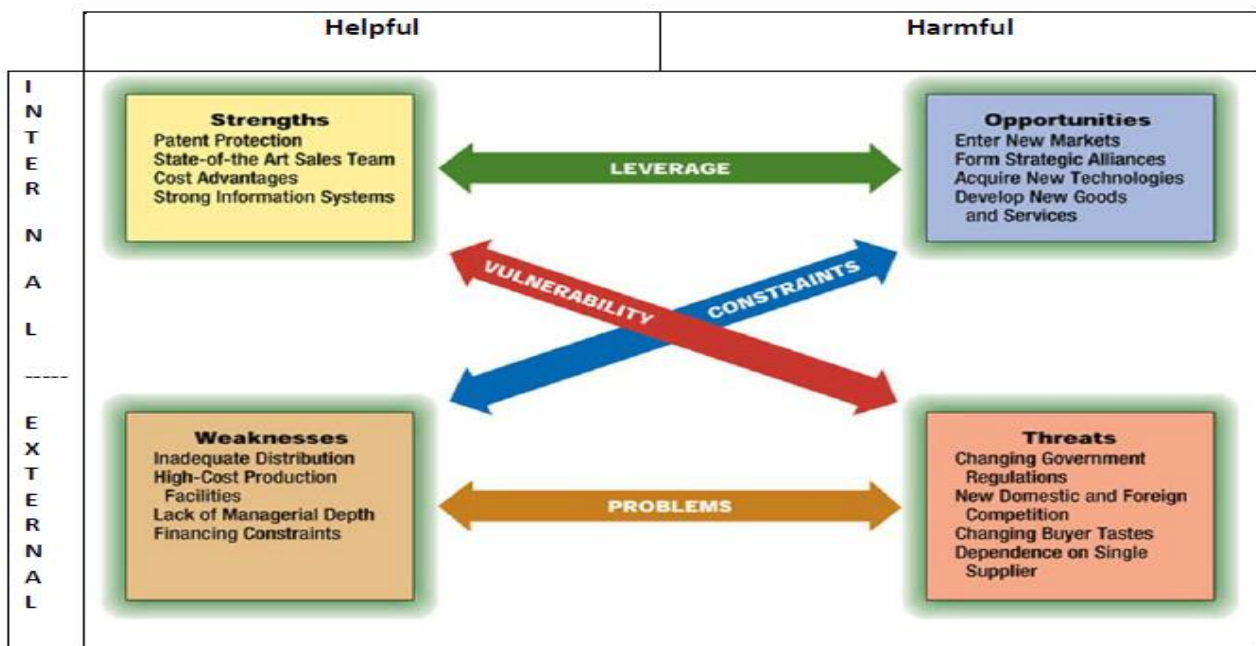 Helpful
Harmful
I
N
T
E
R
N
A
L
-----
E
X
T
E
R
N
A
L
Strengths
Patent Protection
State-of-the Art Sales Team
Cost Advantages
Strong Information Systems
LEVERAGE
Opportunities
Enter New Markets
Form Strategic Alliances
Acquire New Technologies
Develop New Goods
and Services
VULNERABILITY
CONSTRAINTS
Weaknesses
Inadequate Distribution
High-Cost Production
Facilities
Lack of Managerial Depth
Financing Constraints
PROBLEMS
Threats
Changing Government
Regulations
New Domestic and Foreign
Competition
Changing Buyer Tastes
Dependence on Single
Supplier